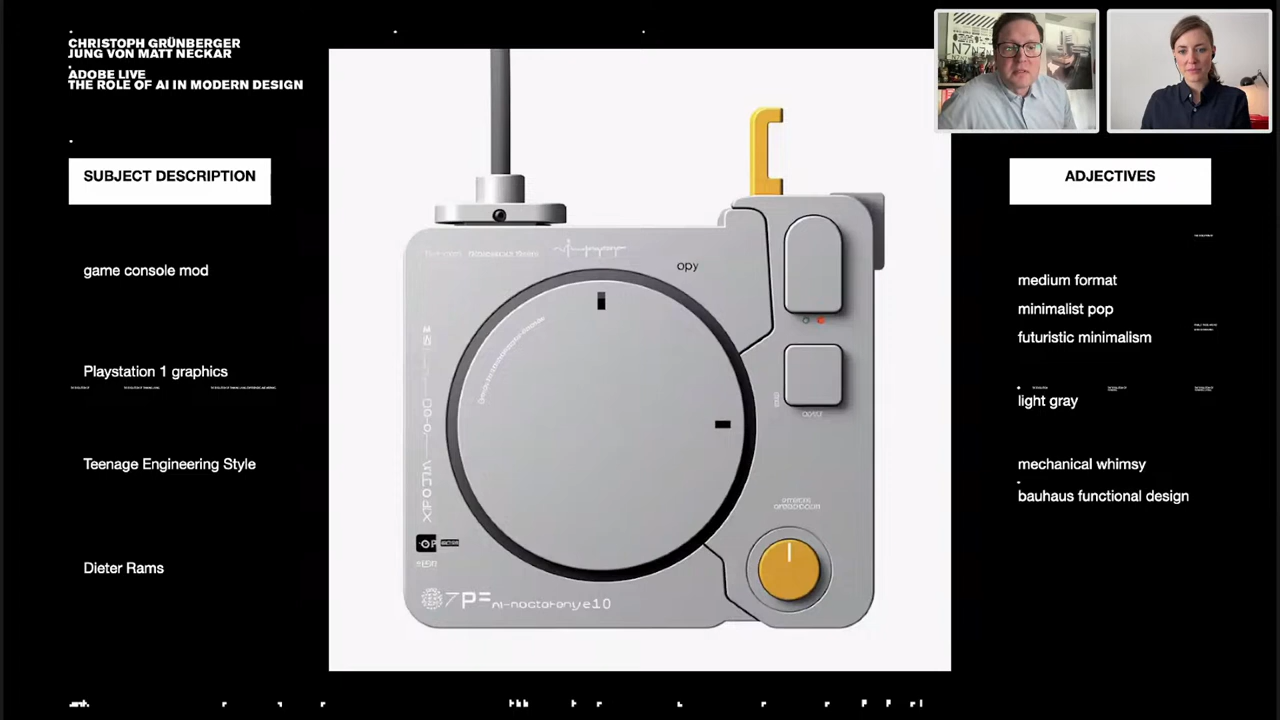 CHRISTOPH GRÜNBERGER
JUNG VON MATT NECKAR
ADOBE LIVE
THE ROLE OF AI IN MODERN DESIGN
SUBJECT DESCRIPTION
game console mod
Playstation 1 graphics
Teenage Engineering Style
Dieter Rams
opy
7P=
ADJECTIVES
medium format
minimalist pop
futuristic minimalism
light gray
mechanical whimsy
bauhaus functional design